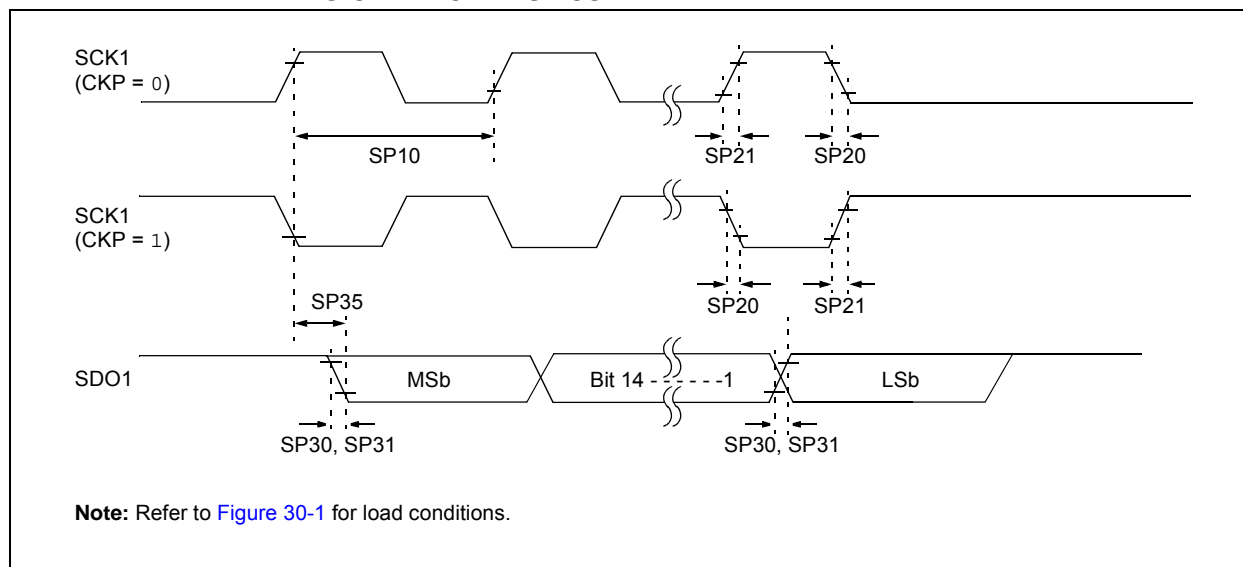 SCK1
(CKP = 0)
SP10
SP21
SP20
SCK1
(CKP = 1)
SP35
SP20
SP21
SDO1
MSb
Bit 14 - - - - - -1
LSb
SP30, SP31
SP30, SP31
Note: Refer to Figure 30-1 for load conditions.